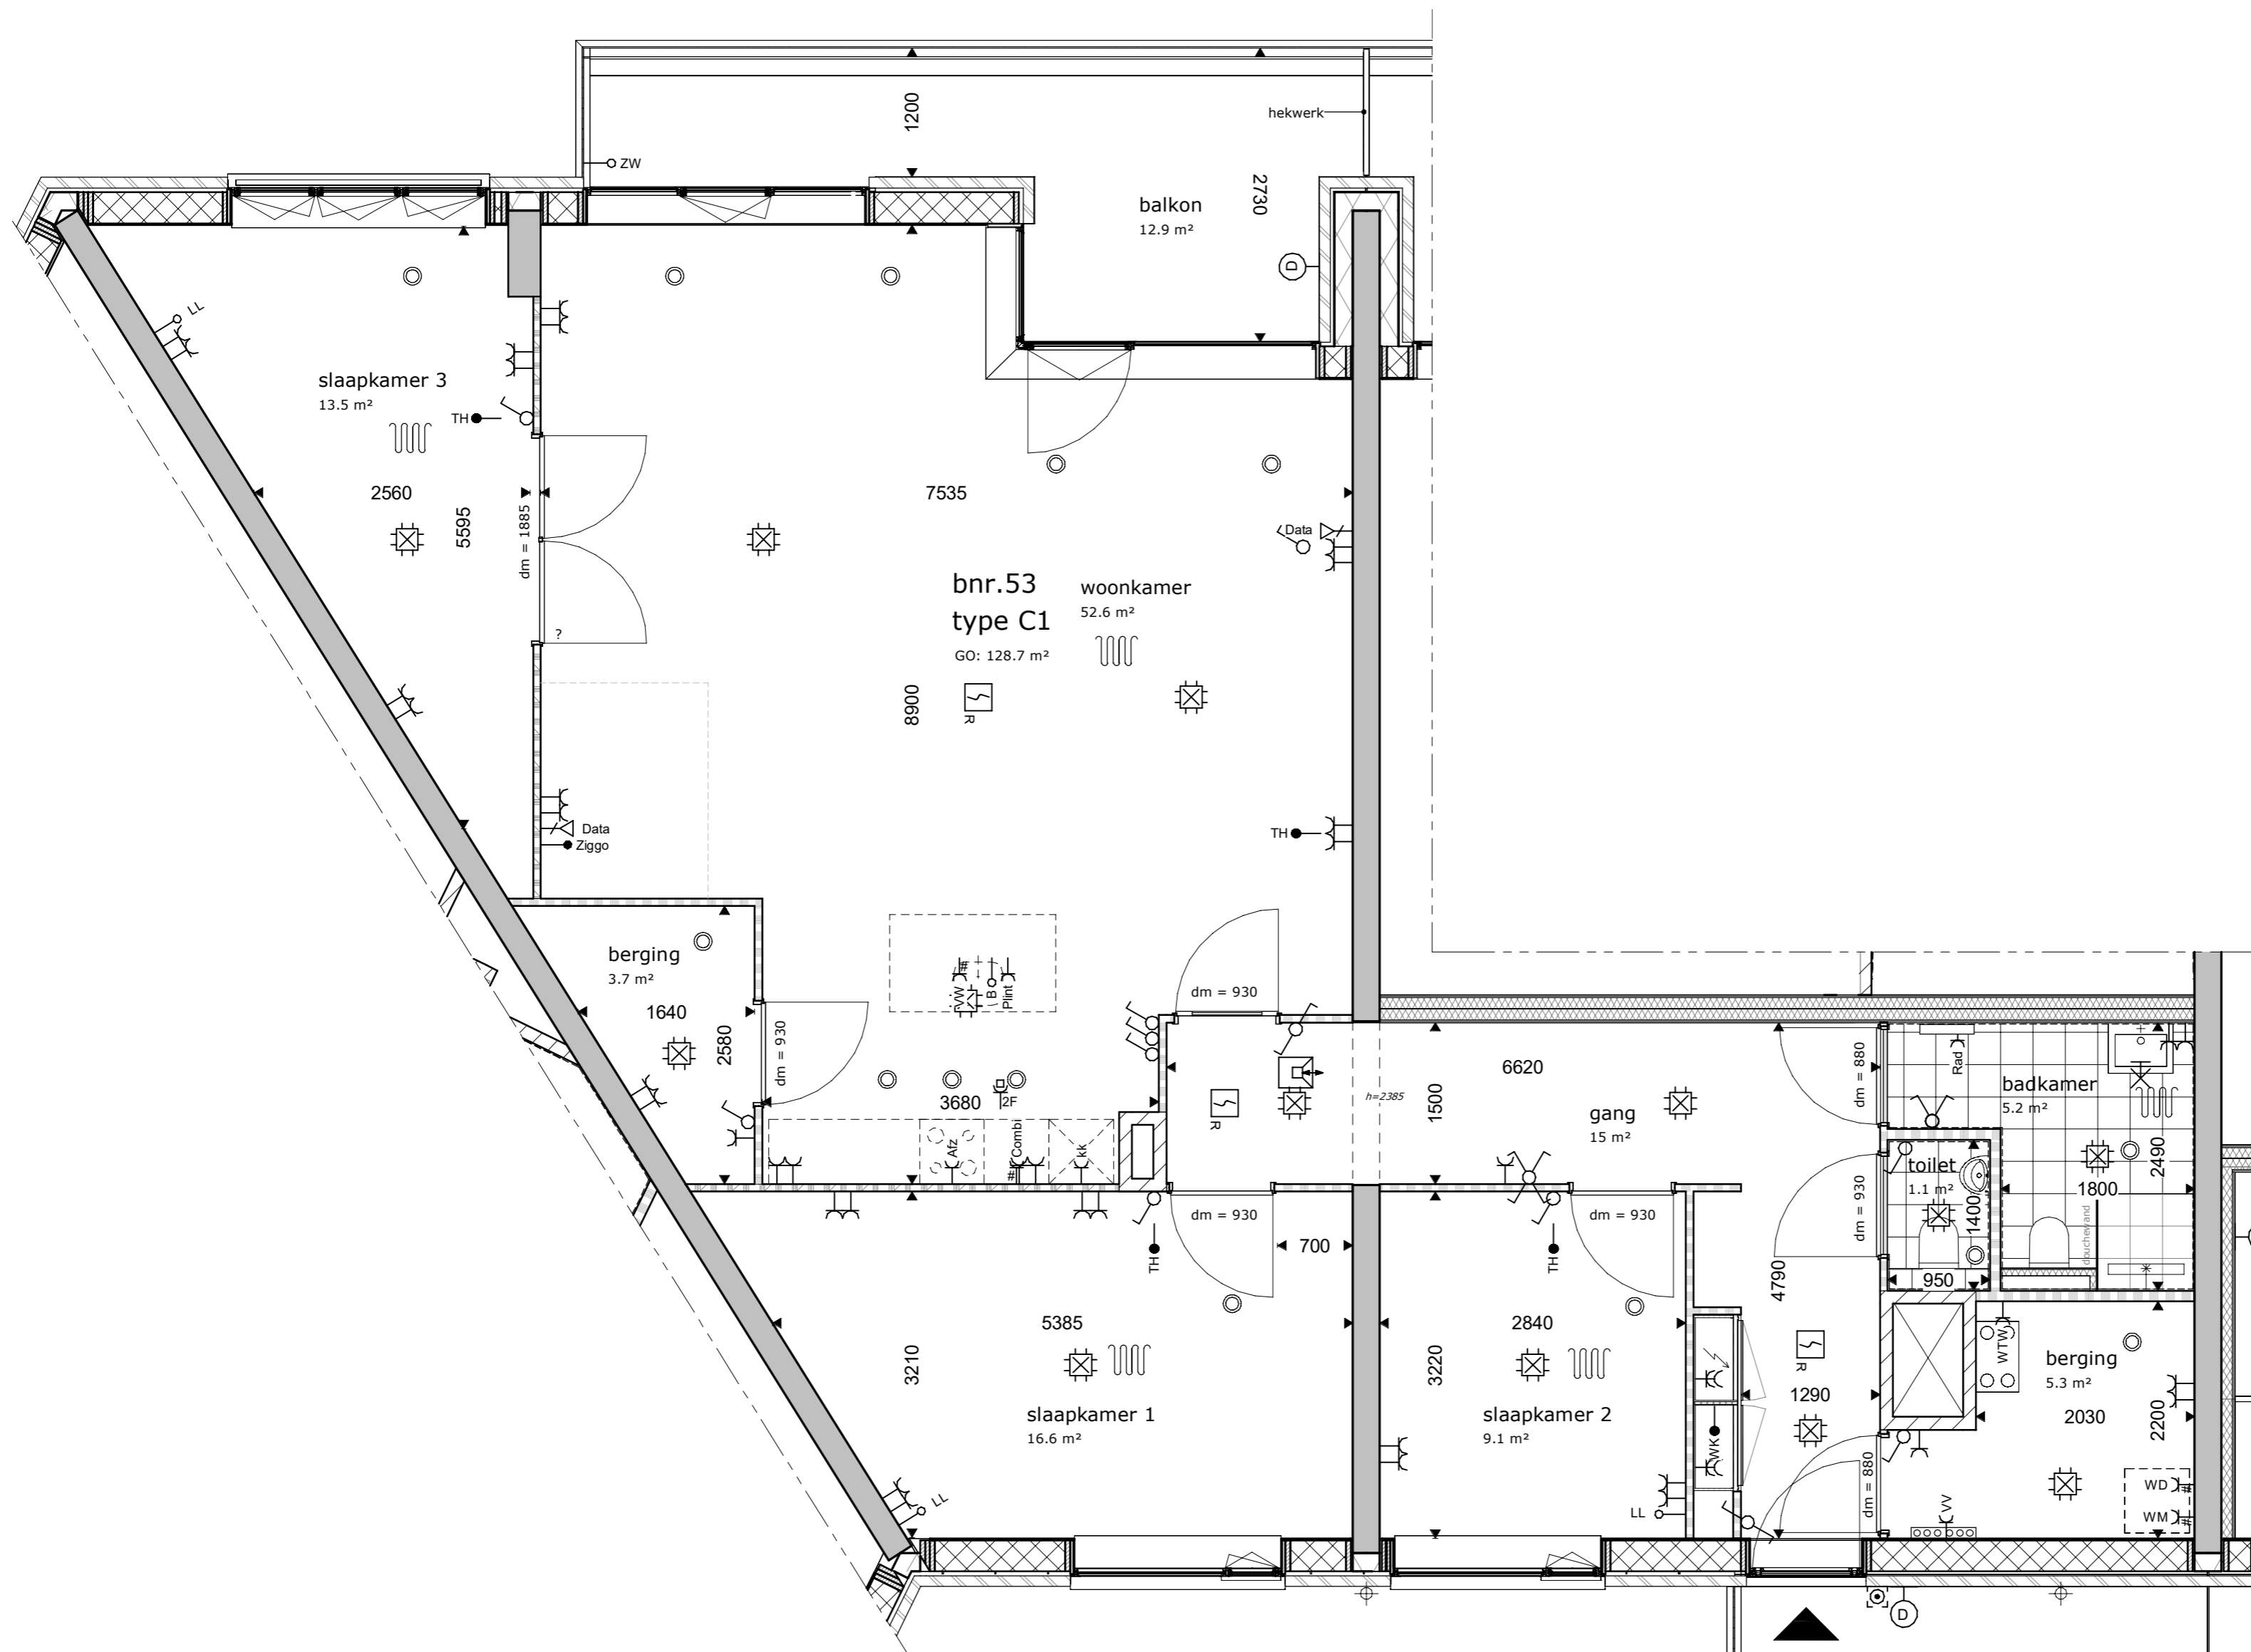 1200
hekwerk
ZW
2730
balkon
12.9 m²
D
LL
slaapkamer 3
13.5 m²
TH
2560
7535
5595
dm = 1885
Data
bnr.53
type C1
GO: 128.7 m²
woonkamer
52.6 m²
?
8900
R
Data
Ziggo
TH
berging
3.7 m²
1640
2580
dm = 930
VW
#
B
Plint
dm = 930
3680
2F
Afz
Combi
#
kk
R
h=2385
6620
1500
gang
15 m²
dm = 880
Rad
badkamer
5.2 m²
2490
toilet
1.1 m²
1400
1800
douchewand
dm = 930
950
dm = 930
700
dm = 930
TH
TH
4790
5385
3210
2840
3220
slaapkamer 1
16.6 m²
slaapkamer 2
9.1 m²
R
1290
WTW
berging
5.3 m²
2030
2200
WK
dm = 880
LL
LL
VV
WD
#
WM
#
D